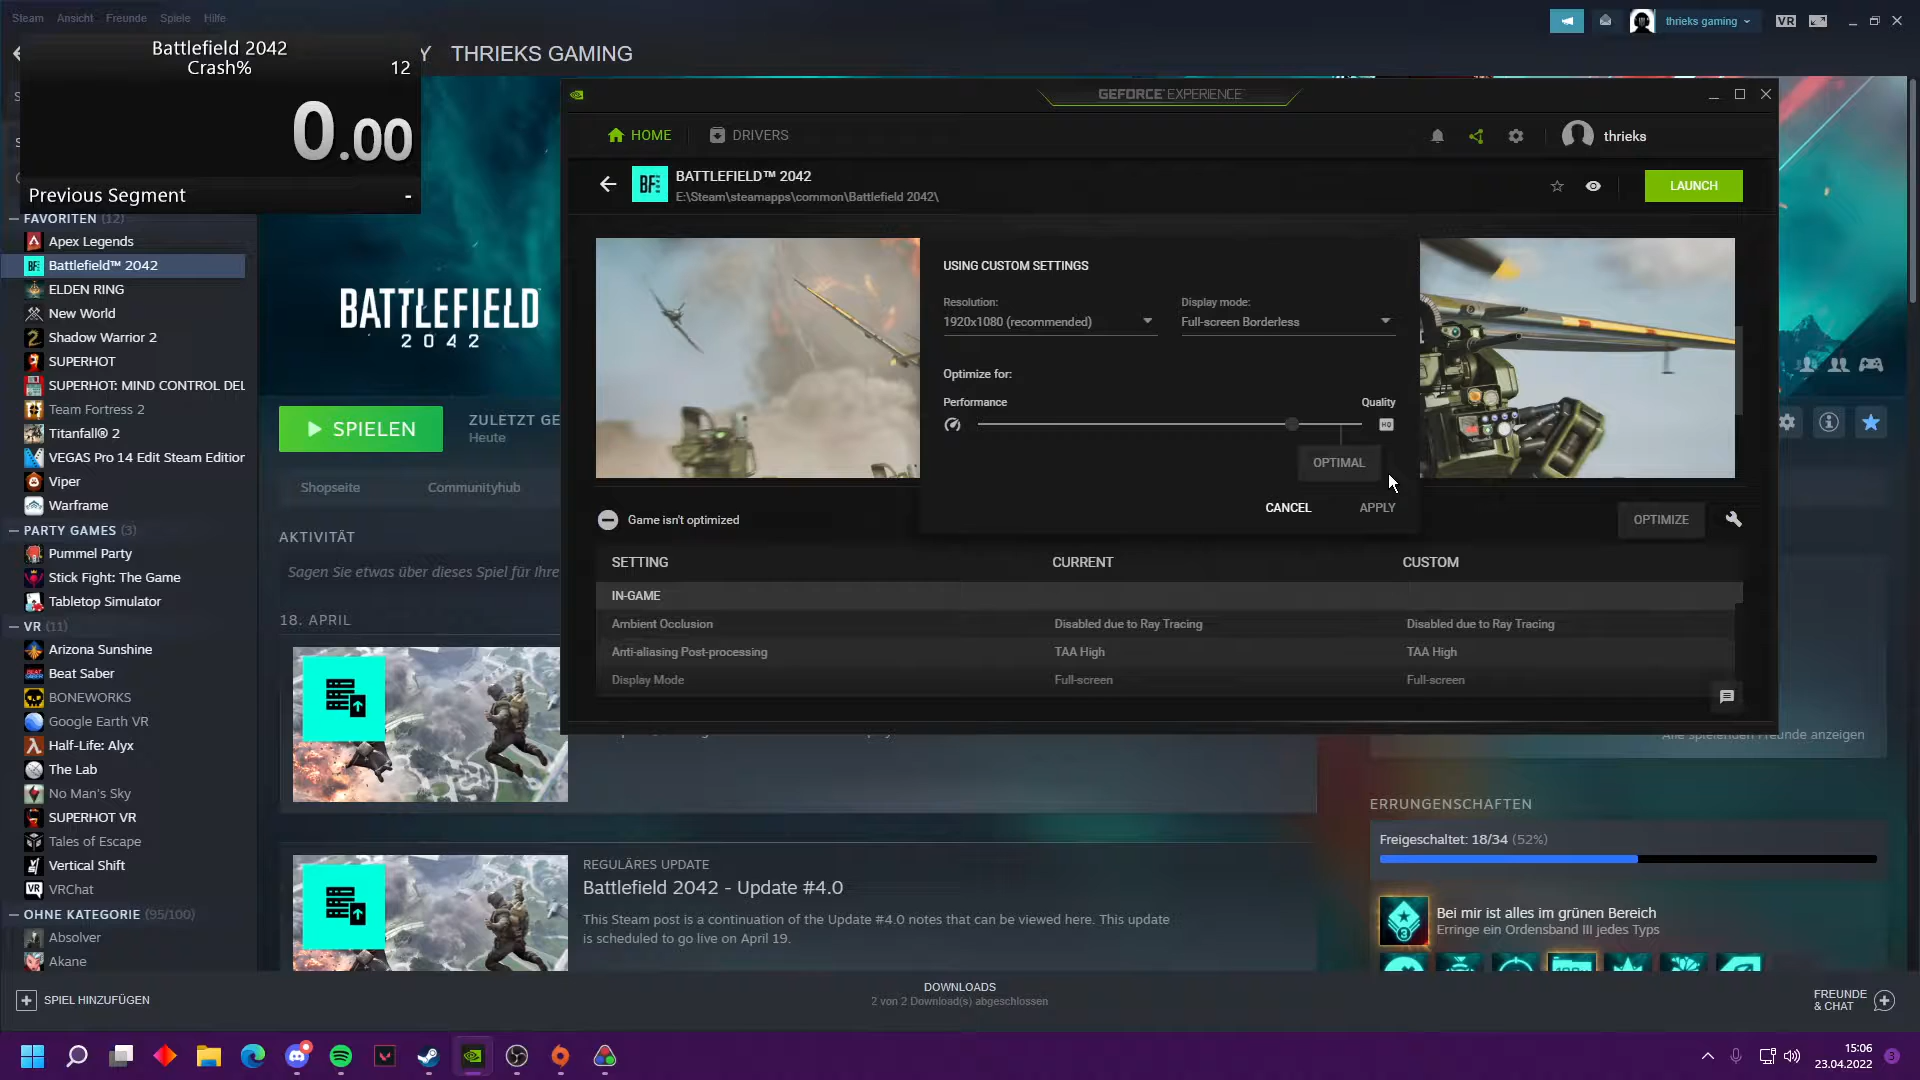 Steam Ansicht Freunde Spiele Hilfe
thrieks gaming
VR
Battlefield 2042
Crash%
12
0.00
Previous Segment
-
Y THRIEKS GAMING
FAVORITEN (12)
Apex Legends
Battlefield™ 2042
ELDEN RING
New World
Shadow Warrior 2
SUPERHOT
SUPERHOT: MIND CONTROL DEL
Team Fortress 2
Titanfall® 2
VEGAS Pro 14 Edit Steam Edition
Viper
Warframe
PARTY GAMES (3)
Pummel Party
Stick Fight: The Game
Tabletop Simulator
VR (11)
Arizona Sunshine
Beat Saber
BONEWORKS
Google Earth VR
Half-Life: Alyx
The Lab
No Man's Sky
SUPERHOT VR
Tales of Escape
Vertical Shift
VRChat
OHNE KATEGORIE (95/100)
Absolver
Akane
SPIEL HINZUFÜGEN
BATTLEFIELD
2042
SPIELEN
ZULETZT GE
Heute
Shopseite Communityhub
AKTIVITÄT
Sagen Sie etwas über dieses Spiel für Ihre
18. APRIL
REGULÄRES UPDATE
Battlefield 2042 - Update #4.0
This Steam post is a continuation of the Update #4.0 notes that can be viewed here. This update
is scheduled to go live on April 19.
GEFORCE EXPERIENCE
HOME
DRIVERS
thrieks
BF
BATTLEFIELD™ 2042
E:\Steam\steamapps\common\Battlefield 2042\
LAUNCH
USING CUSTOM SETTINGS
Resolution: Display mode:
1920x1080 (recommended) Full-screen Borderless
Optimize for:
Performance Quality
HQ
OPTIMAL
CANCEL APPLY
Game isn't optimized
OPTIMIZE
SETTING CURRENT CUSTOM
IN-GAME
Ambient Occlusion Disabled due to Ray Tracing Disabled due to Ray Tracing
Anti-aliasing Post-processing TAA High TAA High
Display Mode Full-screen Full-screen
Alle spielenden Freunde anzeigen
ERRUNGENSCHAFTEN
Freigeschaltet: 18/34 (52%)
Bei mir ist alles im grünen Bereich
Erringe ein Ordensband III jedes Typs
DOWNLOADS
2 von 2 Download(s) abgeschlossen
FREUNDE
& CHAT
15:06
23.04.2022
3